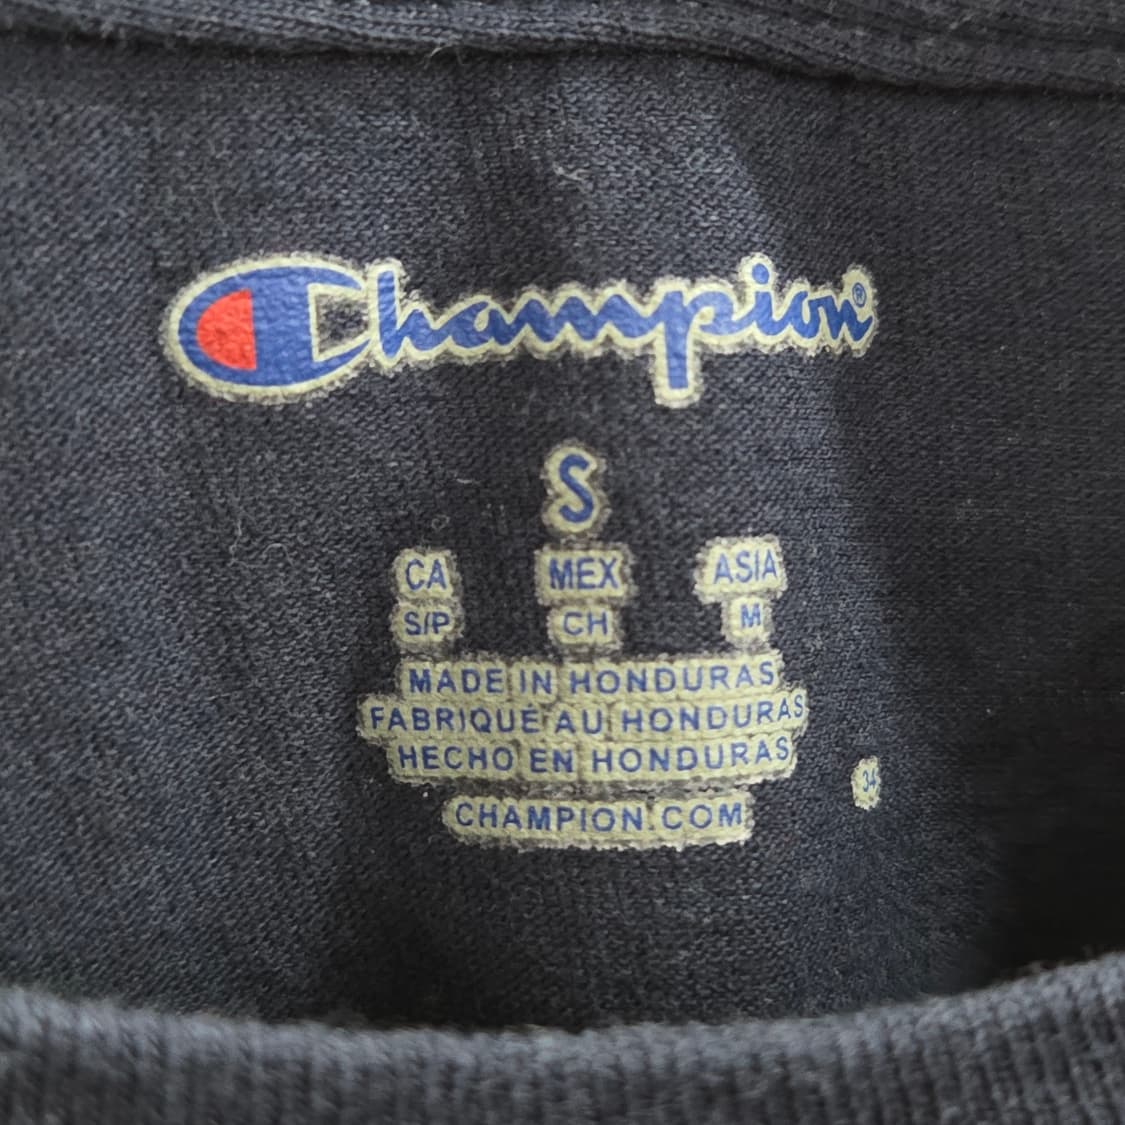 Champion®
S
CA MEX ASIA
S/P CH M
MADE IN HONDURAS
FABRIQUÉ AU HONDURAS
HECHO EN HONDURAS
34
CHAMPION.COM